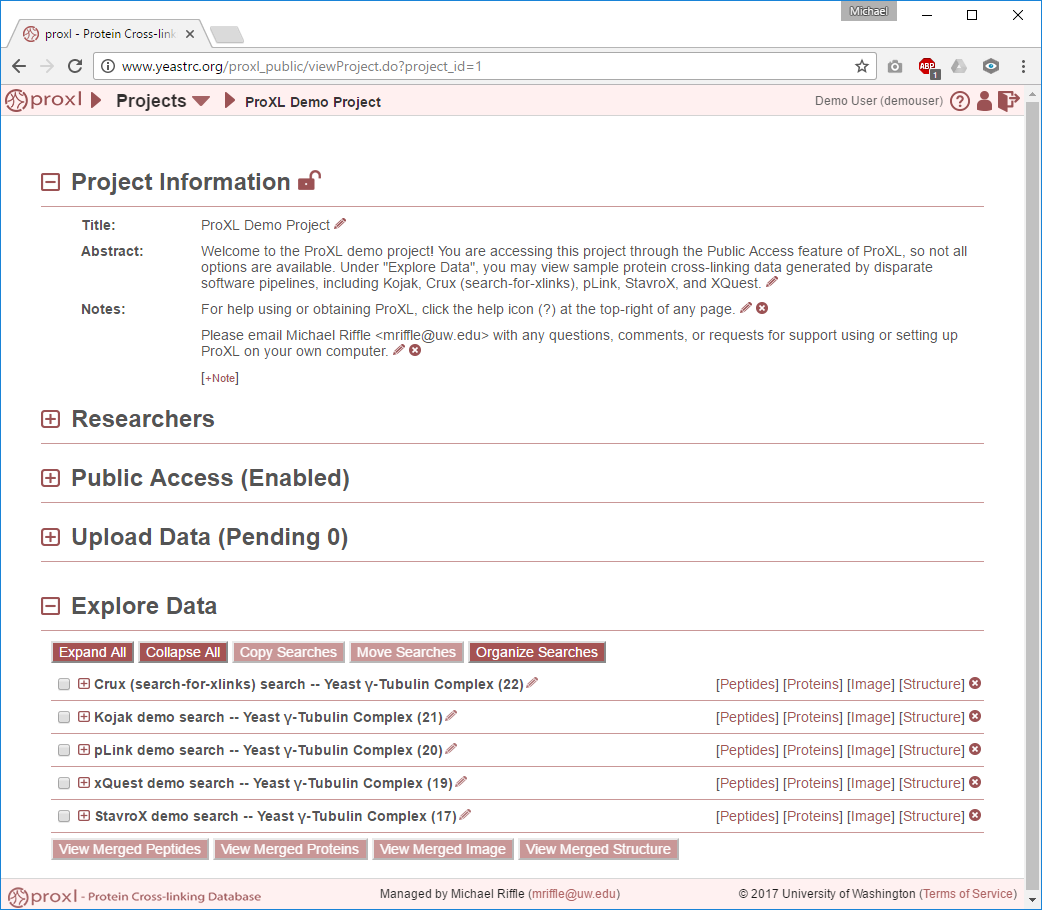 Michael
proxl - Protein Cross-link
www.yeastrc.org/proxl_public/viewProject.do?project_id=1
ABP
1
proxl Projects ProXL Demo Project Demo User (demouser) ?
Project Information
Title: ProXL Demo Project
Abstract: Welcome to the ProXL demo project! You are accessing this project through the Public Access feature of ProXL, so not all
options are available. Under "Explore Data", you may view sample protein cross-linking data generated by disparate
software pipelines, including Kojak, Crux (search-for-xlinks), pLink, StavroX, and XQuest.
Notes: For help using or obtaining ProXL, click the help icon (?) at the top-right of any page.
Please email Michael Riffle <mriffle@uw.edu> with any questions, comments, or requests for support using or setting up
ProXL on your own computer.
[+Note]
Researchers
Public Access (Enabled)
Upload Data (Pending 0)
Explore Data
Expand All Collapse All Copy Searches Move Searches Organize Searches
Crux (search-for-xlinks) search -- Yeast γ-Tubulin Complex (22) [Peptides] [Proteins] [Image] [Structure]
Kojak demo search -- Yeast γ-Tubulin Complex (21) [Peptides] [Proteins] [Image] [Structure]
pLink demo search -- Yeast γ-Tubulin Complex (20) [Peptides] [Proteins] [Image] [Structure]
xQuest demo search -- Yeast γ-Tubulin Complex (19) [Peptides] [Proteins] [Image] [Structure]
StavroX demo search -- Yeast γ-Tubulin Complex (17) [Peptides] [Proteins] [Image] [Structure]
View Merged Peptides View Merged Proteins View Merged Image View Merged Structure
proxl - Protein Cross-linking Database Managed by Michael Riffle (mriffle@uw.edu) © 2017 University of Washington (Terms of Service)